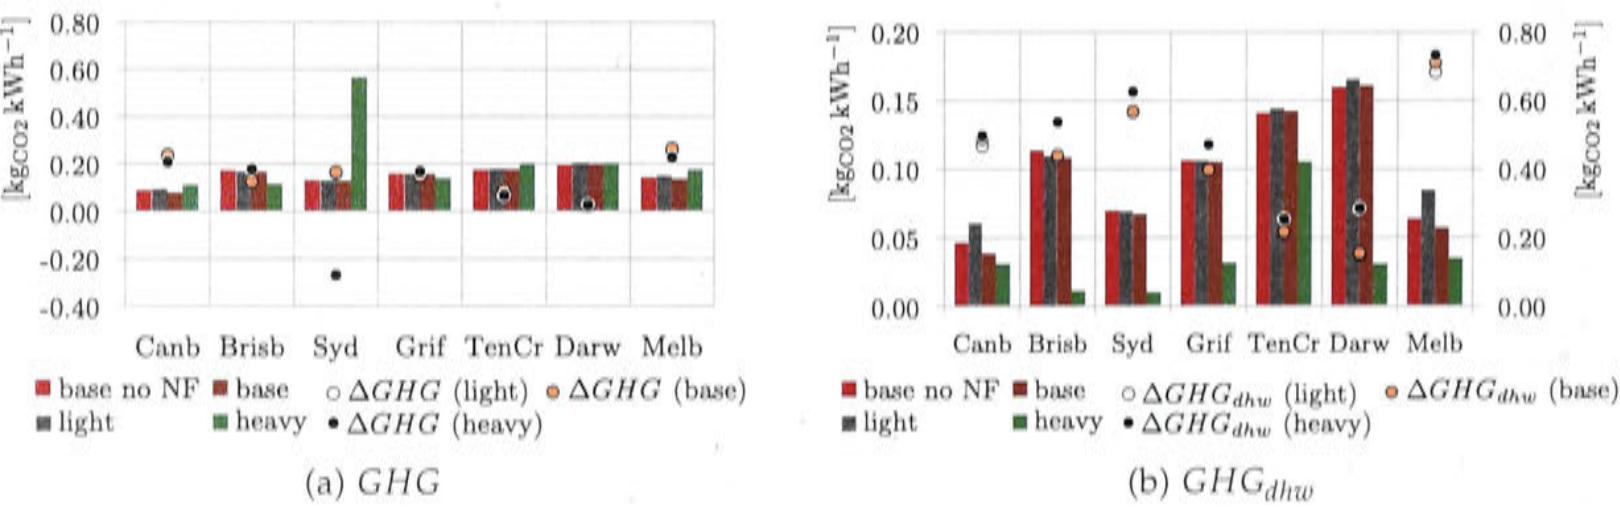 [kgCO2 kWh−1]
0.80
0.60
0.40
0.20
0.00
-0.20
-0.40
Canb Brisb Syd Grif TenCr Darw Melb
base no NF base ΔGHG (light) ΔGHG (base)
light heavy ΔGHG (heavy)
(a) GHG
[kgCO2 kWh−1]
0.20
0.15
0.10
0.05
0.00
0.80
0.60
0.40
0.20
0.00
[kgCO2 kWh−1]
Canb Brisb Syd Grif TenCr Darw Melb
base no NF base ΔGHGdhw (light) ΔGHGdhw (base)
light heavy ΔGHGdhw (heavy)
(b) GHGdhw